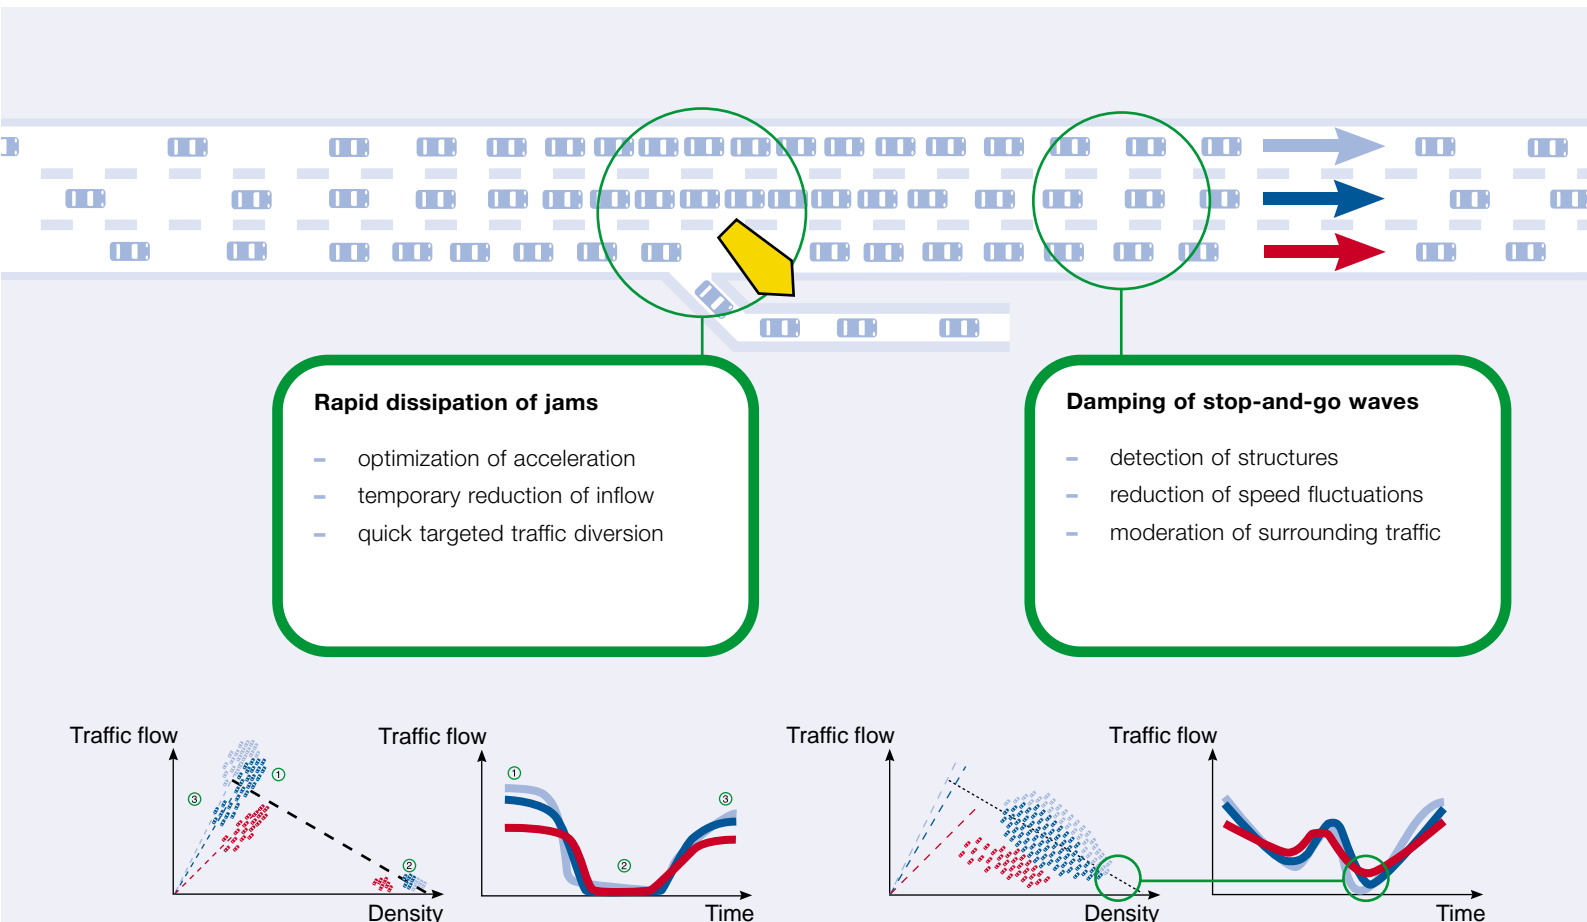 Rapid dissipation of jams
– optimization of acceleration
– temporary reduction of inflow
– quick targeted traffic diversion
Damping of stop-and-go waves
– detection of structures
– reduction of speed fluctuations
– moderation of surrounding traffic
Traffic flow
①
③
②
Density
Traffic flow
①
③
②
Time
Traffic flow
Density
Traffic flow
Time